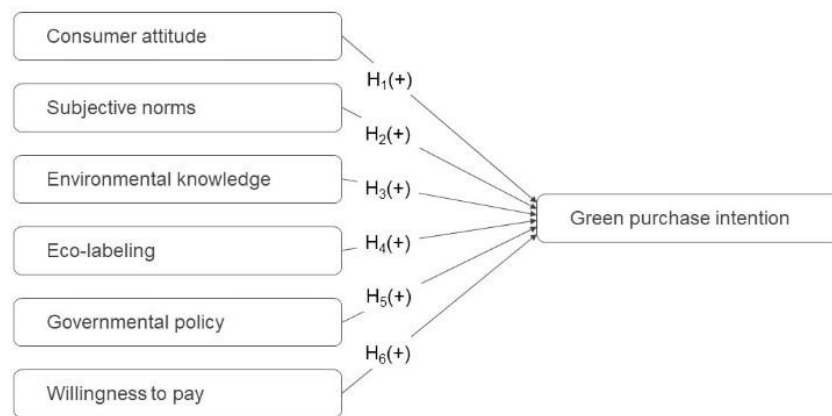 Consumer attitude
H₁(+)
Subjective norms
H₂(+)
Environmental knowledge
H₃(+)
Green purchase intention
Eco-labeling
H₄(+)
Governmental policy
H₅(+)
H₆(+)
Willingness to pay